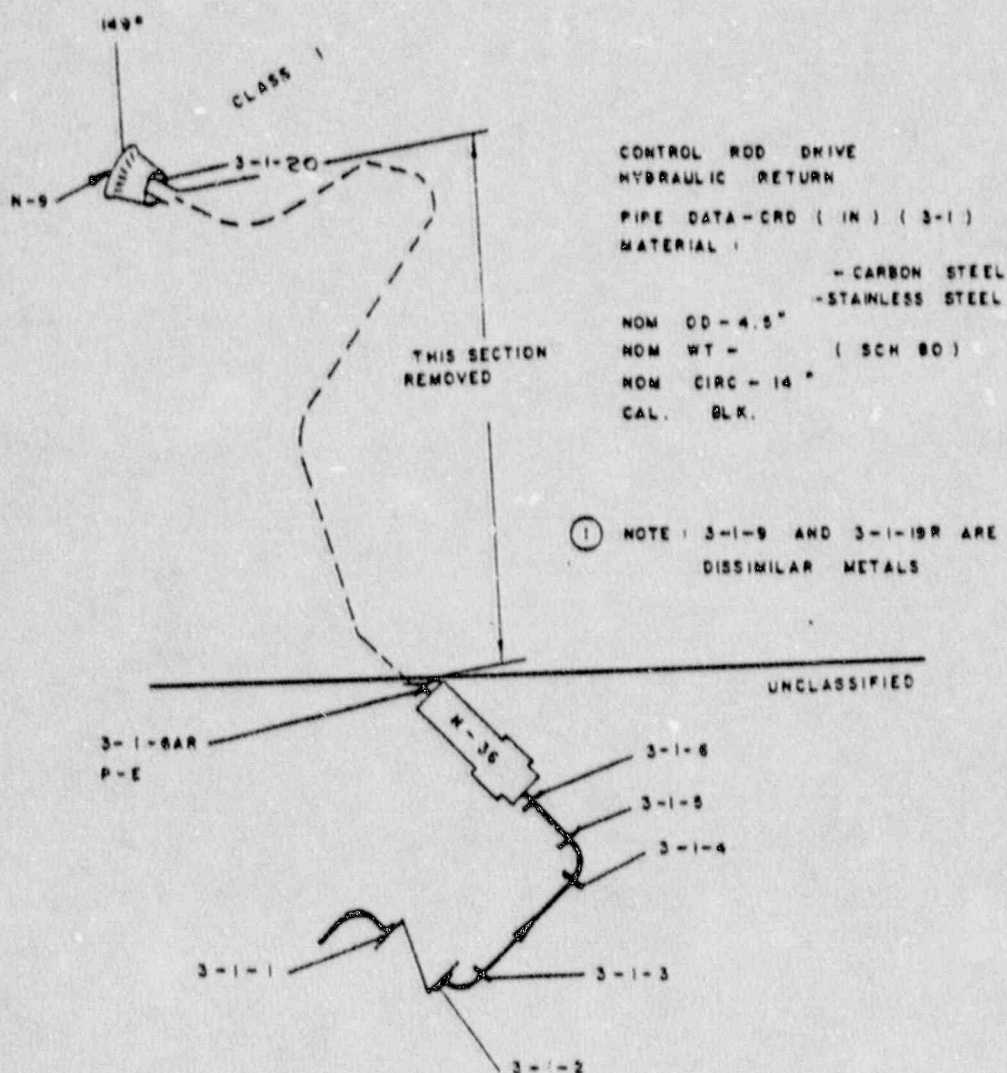 149°
CLASS 1
N-9
3-1-20
CONTROL ROD DRIVE
HYDRAULIC RETURN
PIPE DATA - CRD ( IN ) ( 3-1 )
MATERIAL :
- CARBON STEEL
- STAINLESS STEEL
NOM OD - 4.5"
NOM WT - ( SCH 80 )
NOM CIRC - 14 "
CAL. BLK.
THIS SECTION
REMOVED
1 NOTE : 3-1-9 AND 3-1-19R ARE
DISSIMILAR METALS
UNCLASSIFIED
3-1-6AR
P-E
N-36
3-1-6
3-1-5
3-1-4
3-1-1
3-1-3
3-1-2